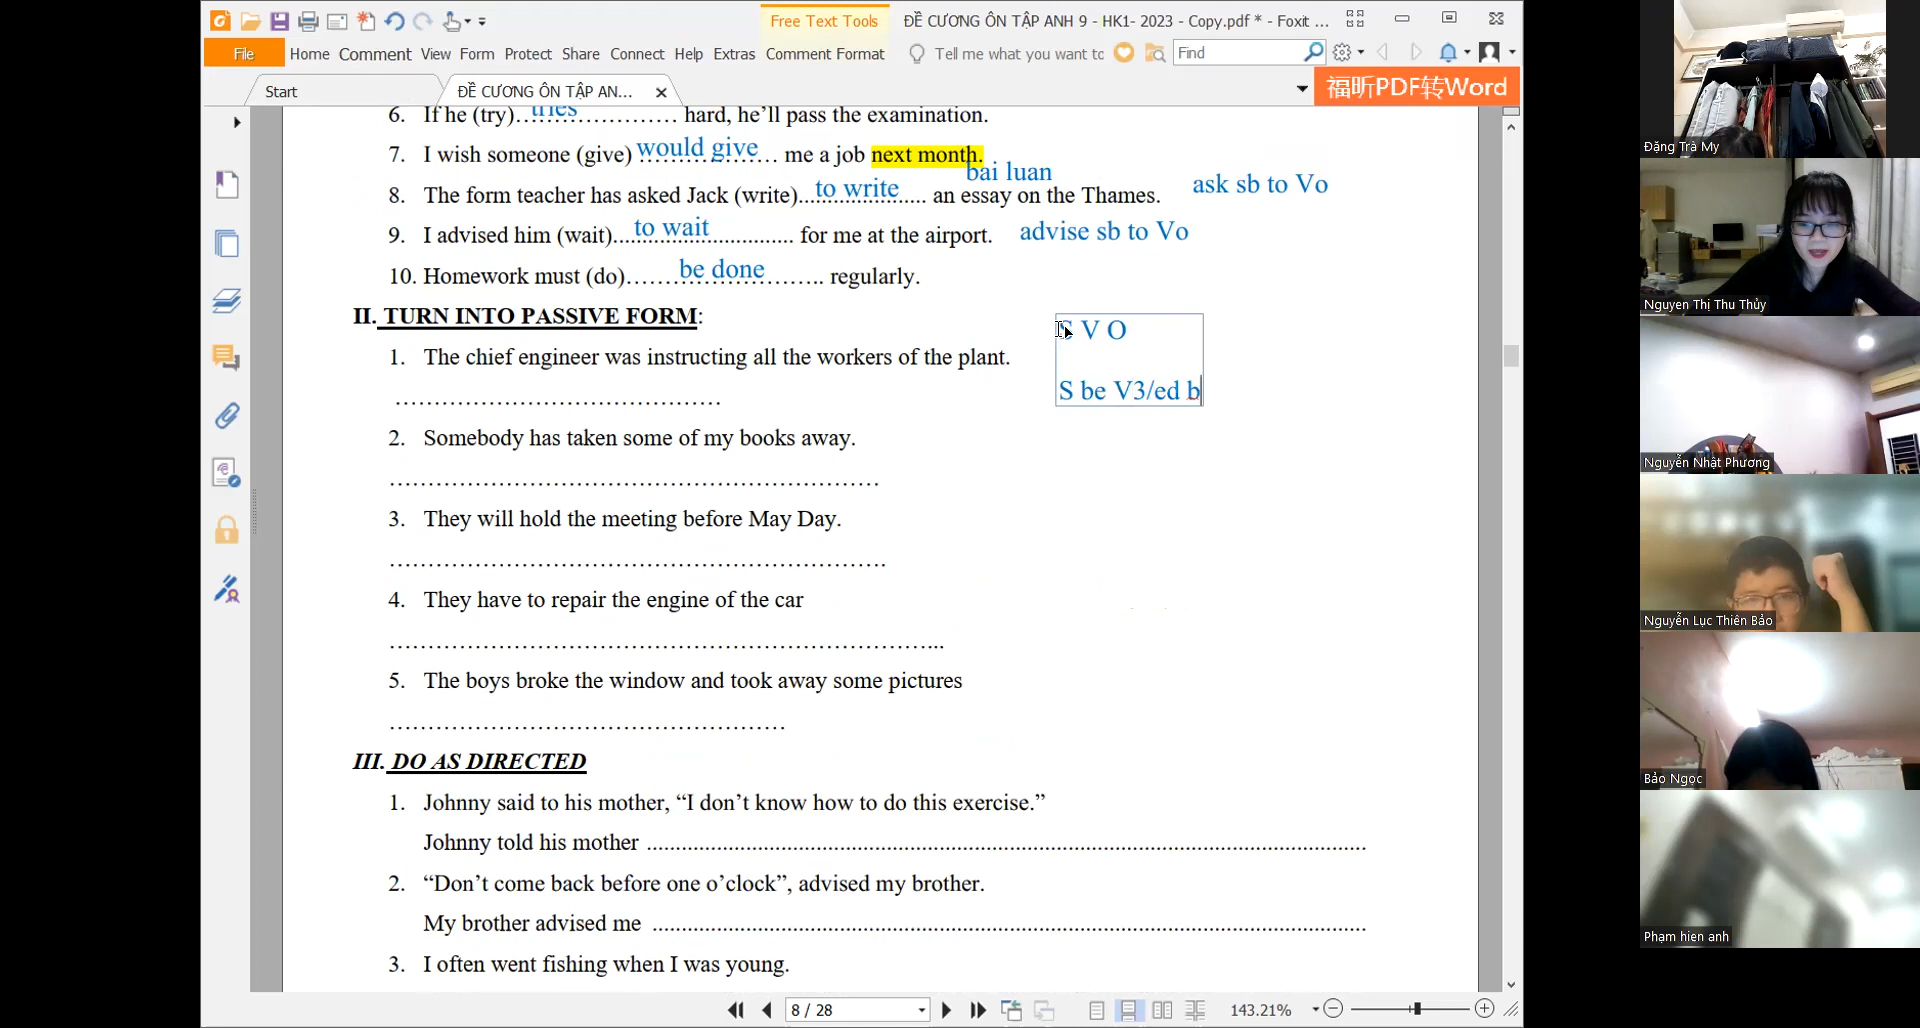 Free Text Tools
ĐỀ CƯƠNG ÔN TẬP ANH 9 - HK1- 2023 - Copy.pdf * - Foxit ...
File Home Comment View Form Protect Share Connect Help Extras Comment Format Tell me what you want to Find
Start
ĐỀ CƯƠNG ÔN TẬP AN...
福昕PDF转Word
6. If he (try)..................... hard, he’ll pass the examination.
tries
7. I wish someone (give) ..................... me a job next month.
would give
bai luan
8. The form teacher has asked Jack (write)...................... an essay on the Thames.
to write
ask sb to Vo
9. I advised him (wait)............................... for me at the airport.
to wait
advise sb to Vo
10. Homework must (do)........................... regularly.
be done
II. TURN INTO PASSIVE FORM:
S V O
1. The chief engineer was instructing all the workers of the plant.
S be V3/ed b
…………………………………….
2. Somebody has taken some of my books away.
…………………………………………………………
3. They will hold the meeting before May Day.
………………………………………………………….
4. They have to repair the engine of the car
………………………………………………………………...
5. The boys broke the window and took away some pictures
……………………………………………
III. DO AS DIRECTED
1. Johnny said to his mother, “I don’t know how to do this exercise.”
Johnny told his mother ............................................................
2. “Don’t come back before one o’clock”, advised my brother.
My brother advised me ............................................................
3. I often went fishing when I was young.
8 / 28
143.21%
Đặng Trà My
Nguyen Thị Thu Thủy
Nguyễn Nhật Phương
Nguyễn Lục Thiên Bảo
Bảo Ngọc
Phạm hien anh